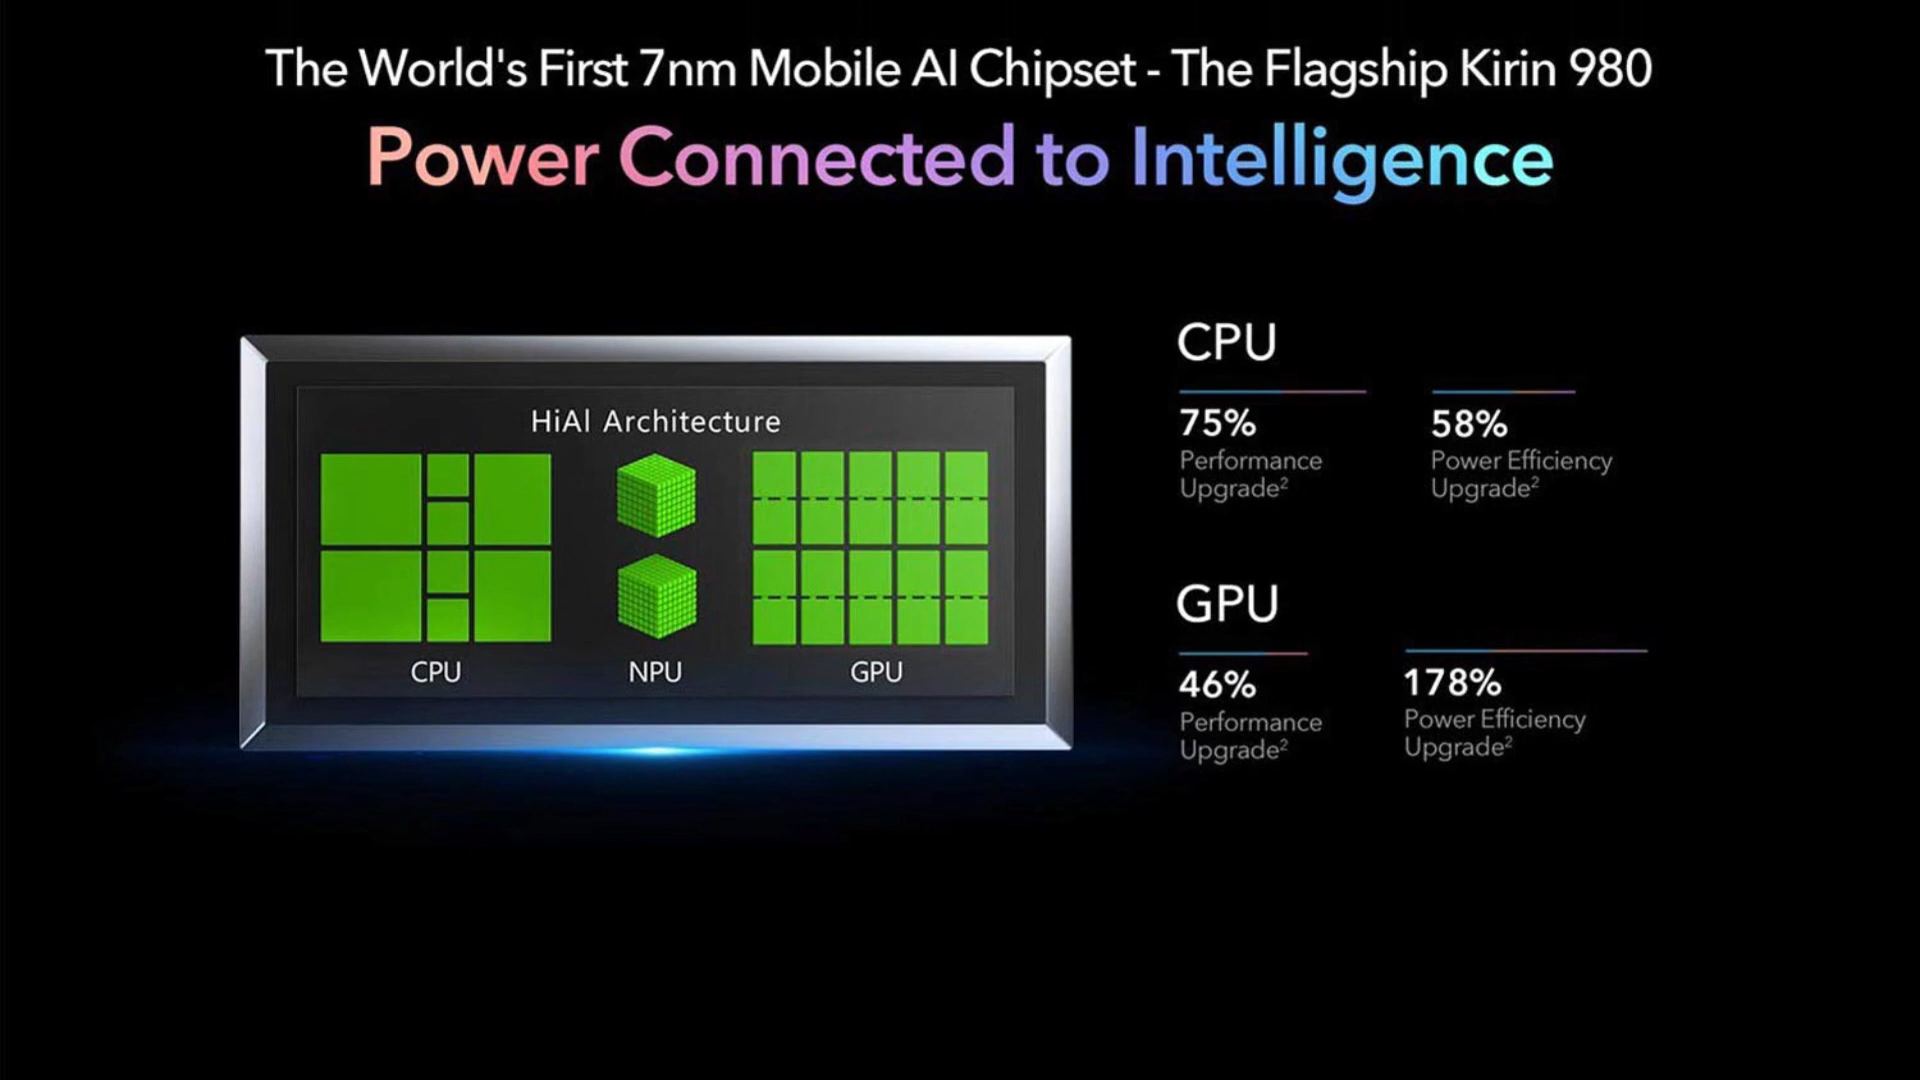 The World's First 7nm Mobile AI Chipset - The Flagship Kirin 980
Power Connected to Intelligence
HiAI Architecture
CPU
NPU
GPU
CPU
75%
Performance
Upgrade²
58%
Power Efficiency
Upgrade²
GPU
46%
Performance
Upgrade²
178%
Power Efficiency
Upgrade²